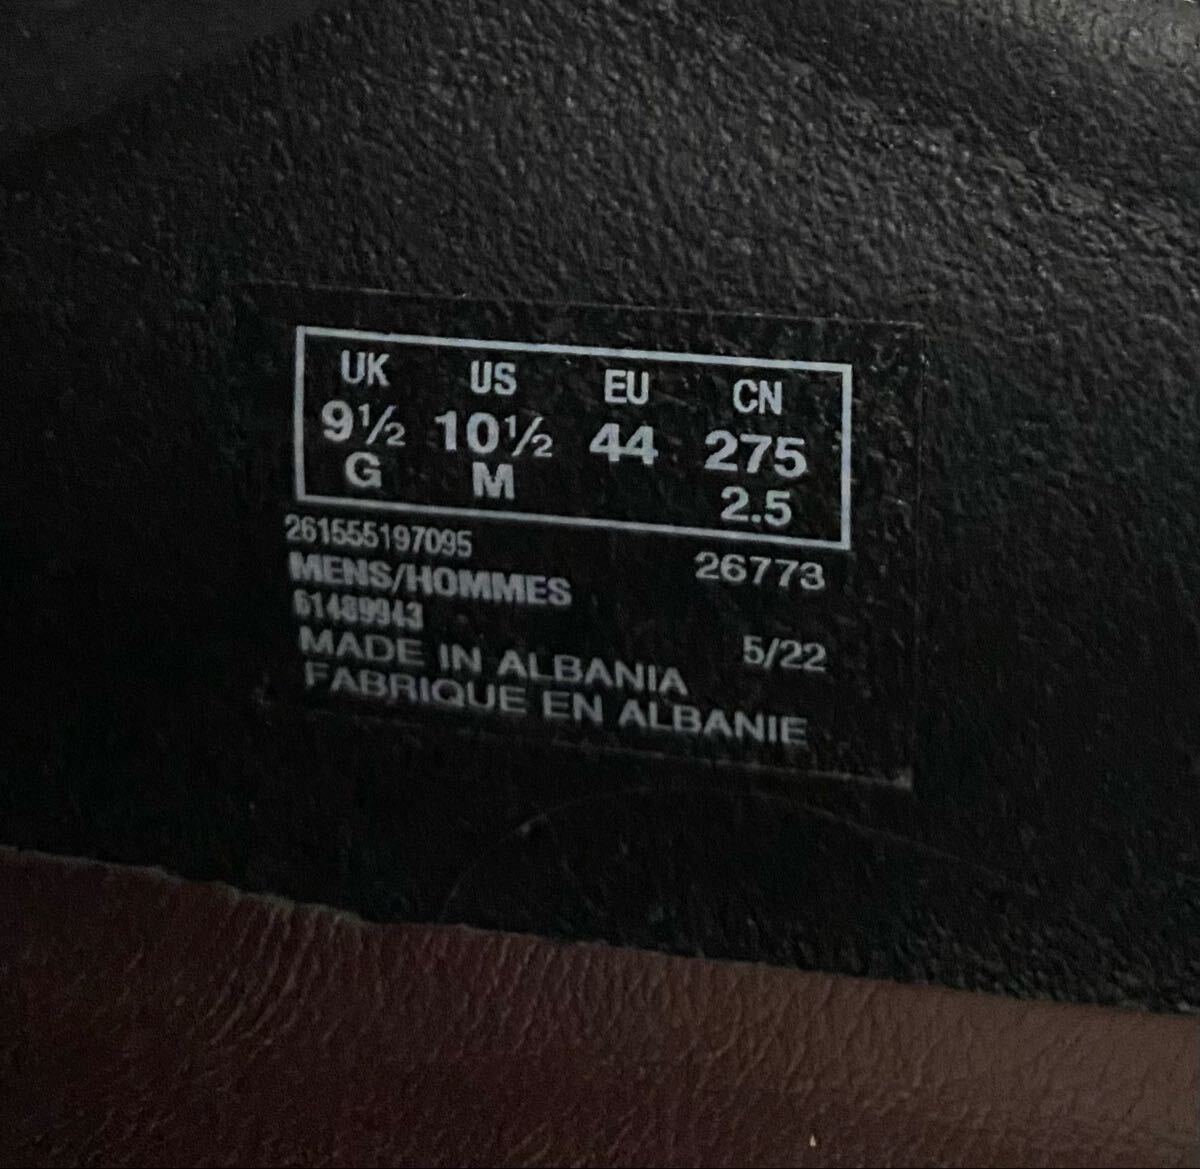 UK US EU CN
9½ 10½ 44 275
G M 2.5
261555197095 26773
MENS/HOMMES
61489943 5/22
MADE IN ALBANIA
FABRIQUE EN ALBANIE